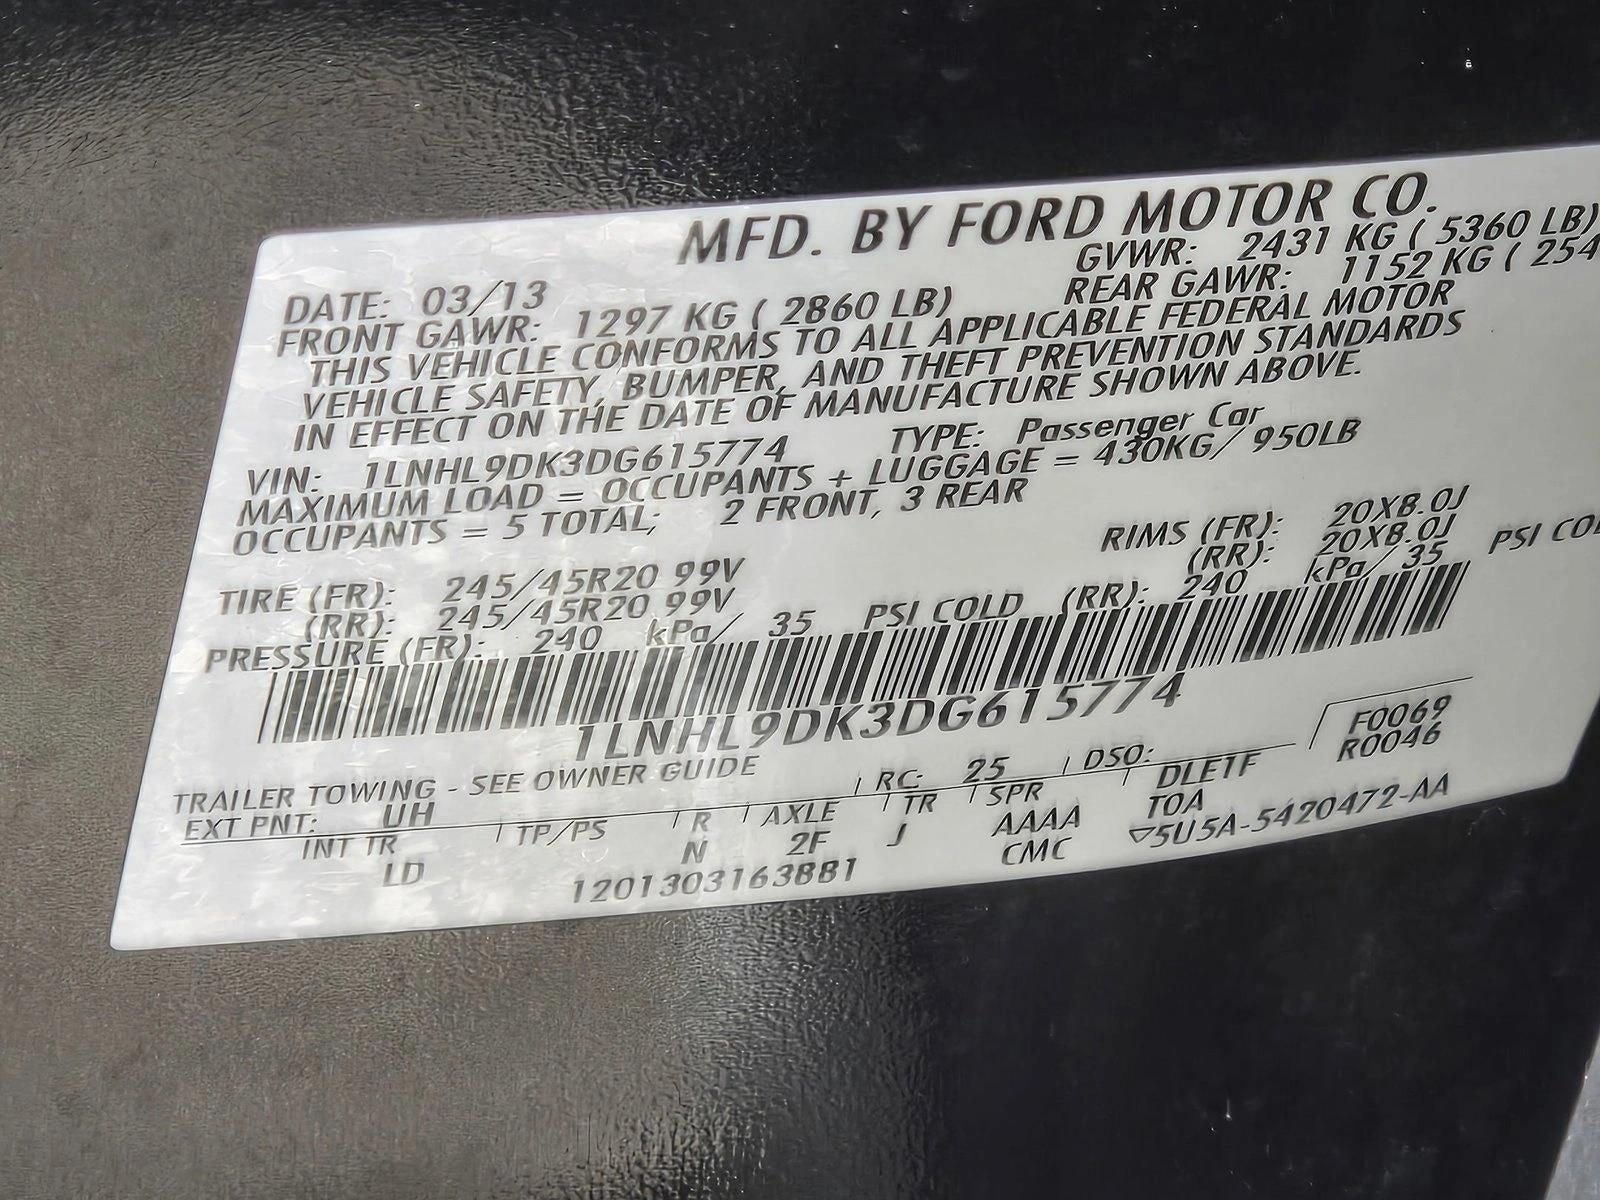 MFD. BY FORD MOTOR CO.
DATE: 03/13 GVWR: 2431 KG ( 5360 LB)
FRONT GAWR: 1297 KG ( 2860 LB) REAR GAWR: 1152 KG ( 254
THIS VEHICLE CONFORMS TO ALL APPLICABLE FEDERAL MOTOR
VEHICLE SAFETY, BUMPER, AND THEFT PREVENTION STANDARDS
IN EFFECT ON THE DATE OF MANUFACTURE SHOWN ABOVE.
VIN: 1LNHL9DK3DG615774 TYPE: Passenger Car
MAXIMUM LOAD = OCCUPANTS + LUGGAGE = 430KG/ 950LB
OCCUPANTS = 5 TOTAL; 2 FRONT, 3 REAR
TIRE (FR): 245/45R20 99V RIMS (FR): 20X8.0J
(RR): 245/45R20 99V (RR): 20X8.0J
PRESSURE (FR): 240 kPa/ 35 PSI COLD (RR): 240 kPa/ 35 PSI COL
1LNHL9DK3DG615774
F0069
R0046
TRAILER TOWING - SEE OWNER GUIDE
EXT PNT: UH RC: 25 DSO:
INT TR TP/PS R AXLE TR SPR DLETF
LD N 2F J AAAA TOA
CMC
1201303163881 ▽5U5A-5420472-AA